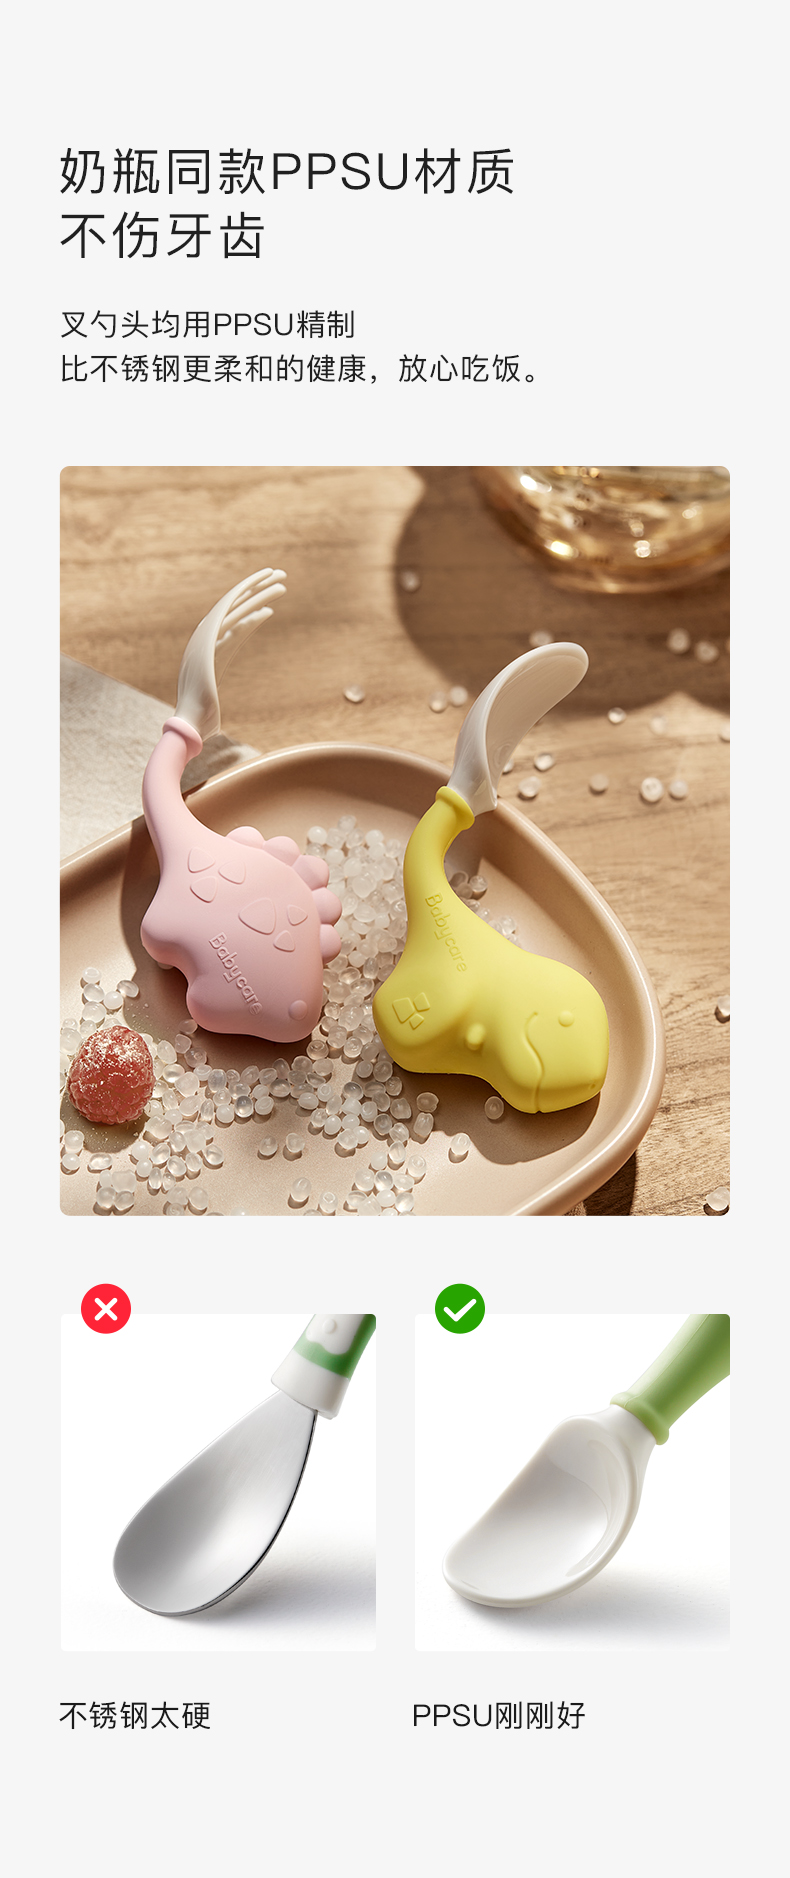 奶瓶同款PPSU材质
不伤牙齿
叉勺头均用PPSU精制
比不锈钢更柔和的健康，放心吃饭。
Babycare
Babycare
不锈钢太硬
PPSU刚刚好